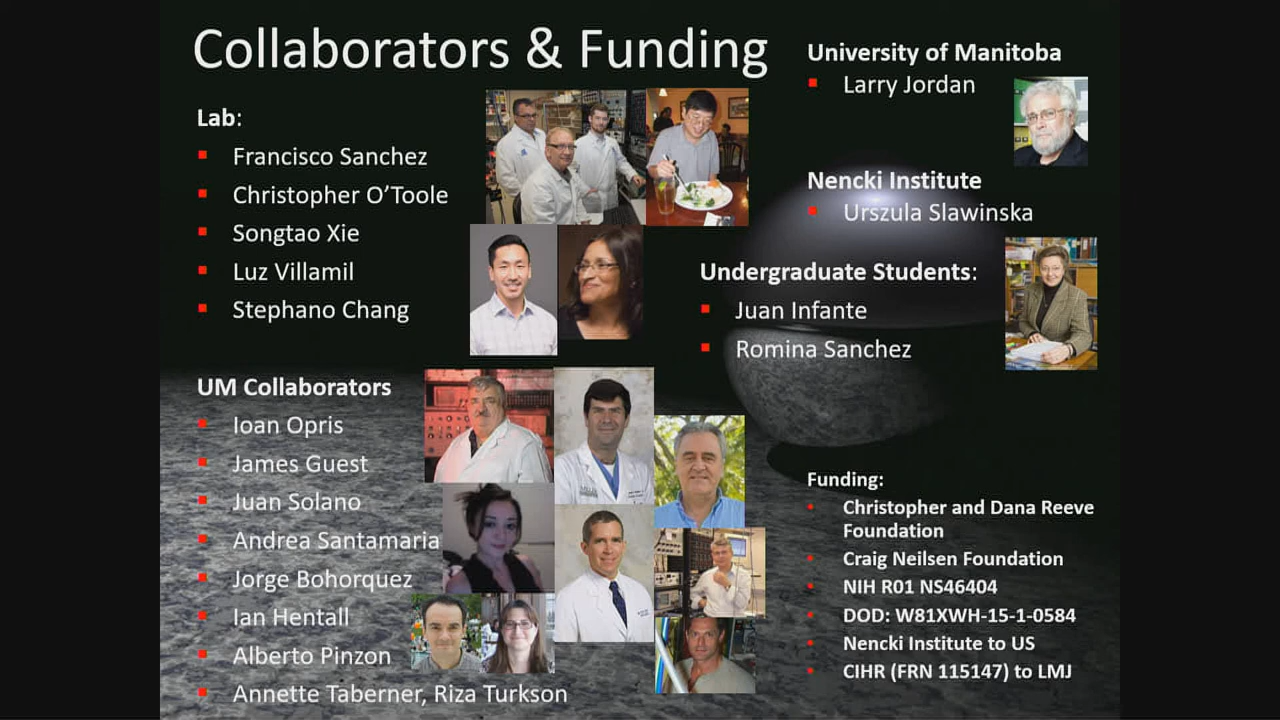 Collaborators & Funding
Lab:
Francisco Sanchez
Christopher O'Toole
Songtao Xie
Luz Villamil
Stephano Chang
UM Collaborators
Ioan Opris
James Guest
Juan Solano
Andrea Santamaria
Jorge Bohorquez
Ian Hentall
Alberto Pinzon
Annette Taberner, Riza Turkson
University of Manitoba
Larry Jordan
Nencki Institute
Urszula Slawinska
Undergraduate Students:
Juan Infante
Romina Sanchez
Funding:
Christopher and Dana Reeve
Foundation
Craig Neilsen Foundation
NIH R01 NS46404
DOD: W81XWH-15-1-0584
Nencki Institute to US
CIHR (FRN 115147) to LMJ